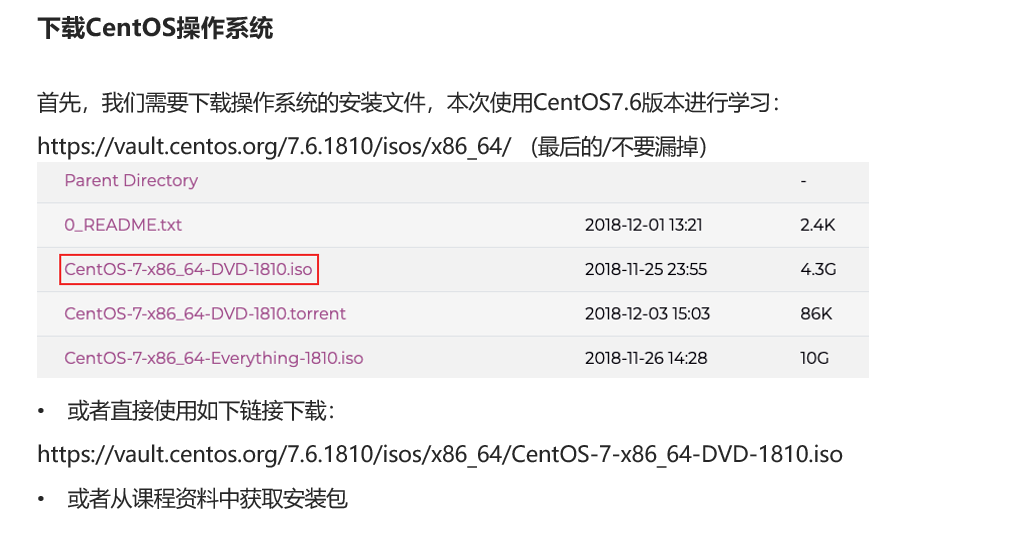 下载CentOS操作系统
首先，我们需要下载操作系统的安装文件，本次使用CentOS7.6版本进行学习：
https://vault.centos.org/7.6.1810/isos/x86_64/ （最后的/不要漏掉）
Parent Directory -
0_README.txt 2018-12-01 13:21 2.4K
CentOS-7-x86_64-DVD-1810.iso 2018-11-25 23:55 4.3G
CentOS-7-x86_64-DVD-1810.torrent 2018-12-03 15:03 86K
CentOS-7-x86_64-Everything-1810.iso 2018-11-26 14:28 10G
• 或者直接使用如下链接下载：
https://vault.centos.org/7.6.1810/isos/x86_64/CentOS-7-x86_64-DVD-1810.iso
• 或者从课程资料中获取安装包